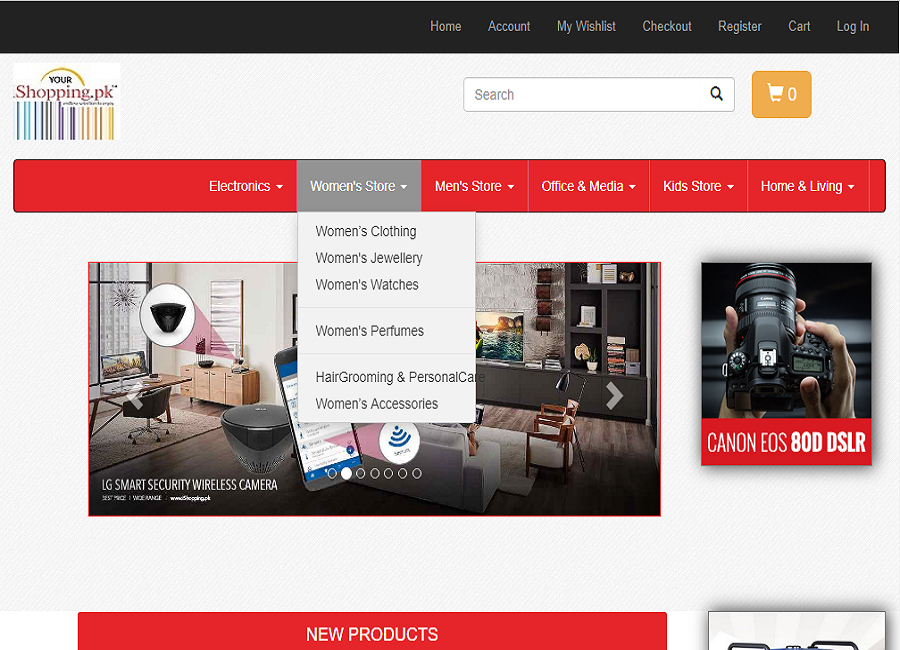 Home Account My Wishlist Checkout Register Cart Log In
YOUR
Shopping.pk
Search
0
Electronics Women's Store Men's Store Office & Media Kids Store Home & Living
Women's Clothing
Women's Jewellery
Women's Watches
Women's Perfumes
HairGrooming & PersonalCare
Women's Accessories
LG SMART SECURITY WIRELESS CAMERA
BEST PRICE | WIDE RANGE | www.iShopping.pk
CANON EOS 80D DSLR
NEW PRODUCTS